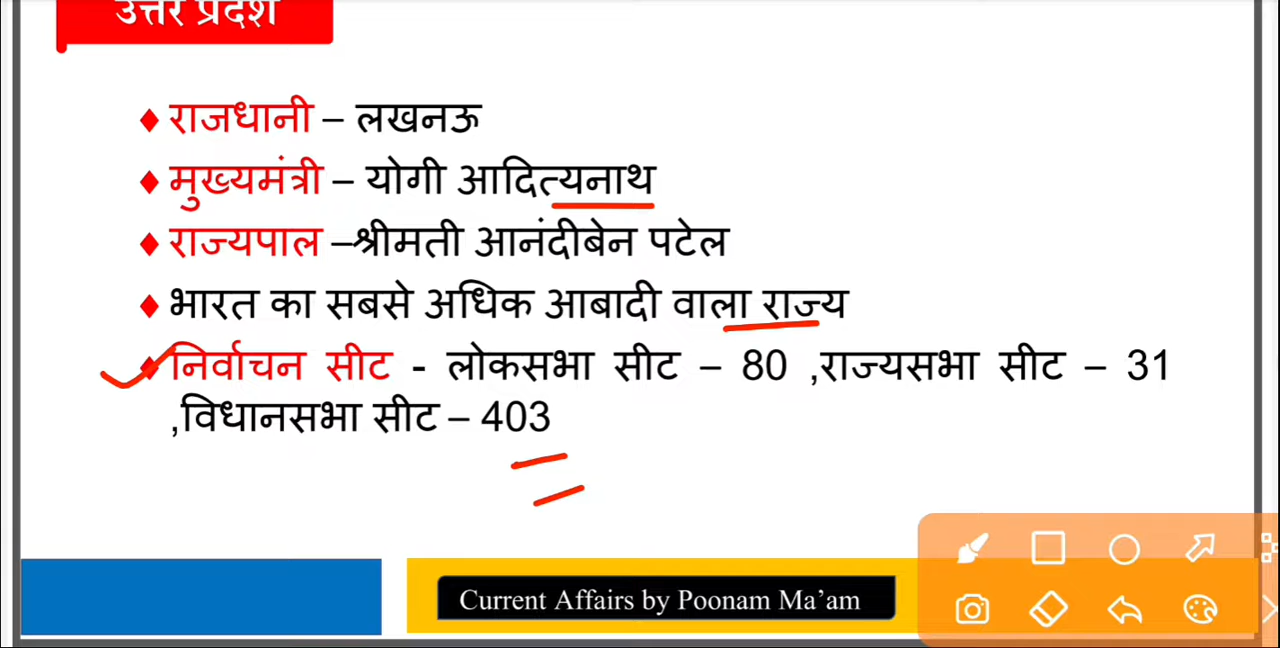 उत्तर प्रदेश
♦ राजधानी – लखनऊ
♦ मुख्यमंत्री – योगी आदित्यनाथ
♦ राज्यपाल –श्रीमती आनंदीबेन पटेल
♦ भारत का सबसे अधिक आबादी वाला राज्य
♦ निर्वाचन सीट - लोकसभा सीट – 80 ,राज्यसभा सीट – 31
,विधानसभा सीट – 403
Current Affairs by Poonam Ma’am